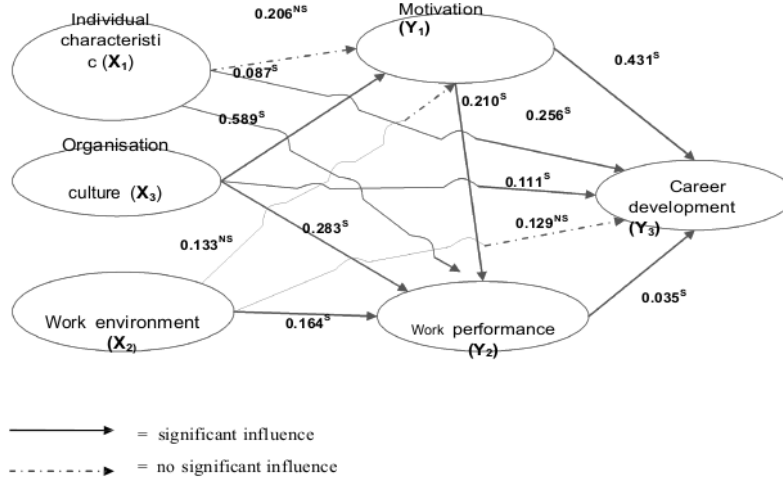 Individual
characteristi
c (X₁)
0.206ᴺˢ
Motivation
(Y₁)
0.087ˢ
0.431ˢ
0.589ˢ
0.210ˢ
0.256ˢ
Organisation
culture (X₃)
0.111ˢ
Career
development
(Y₃)
0.133ᴺˢ
0.283ˢ
0.129ᴺˢ
0.035ˢ
Work environment
(X₂)
0.164ˢ
Work performance
(Y₂)
= significant influence
= no significant influence